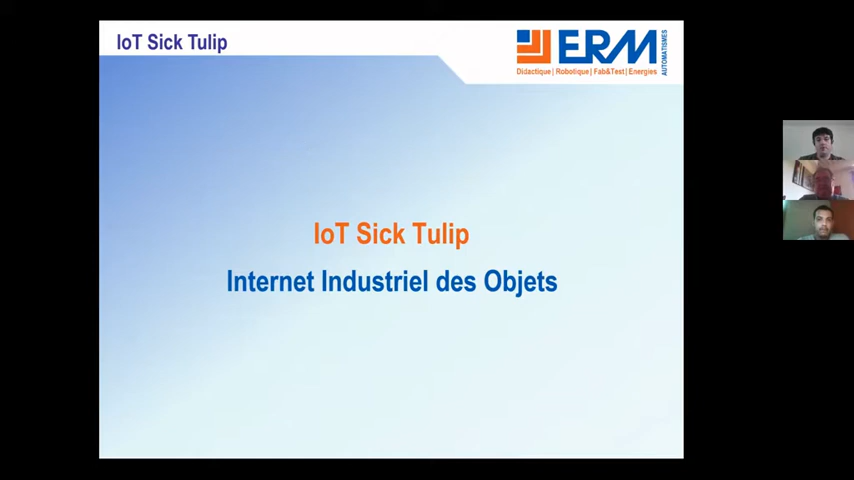 IoT Sick Tulip
ERM
AUTOMATISMES
Didactique | Robotique | Fab&Test | Energies
IoT Sick Tulip
Internet Industriel des Objets